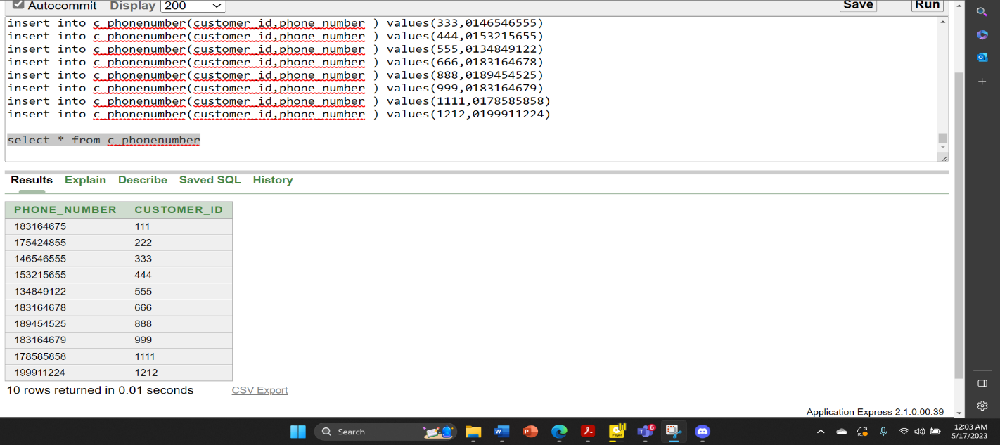 Autocommit Display 200 Save Run
insert into c_phonenumber(customer_id,phone_number ) values(333,0146546555)
insert into c_phonenumber(customer_id,phone_number ) values(444,0153215655)
insert into c_phonenumber(customer_id,phone_number ) values(555,0134849122)
insert into c_phonenumber(customer_id,phone_number ) values(666,0183164678)
insert into c_phonenumber(customer_id,phone_number ) values(888,0189454525)
insert into c_phonenumber(customer_id,phone_number ) values(999,0183164679)
insert into c_phonenumber(customer_id,phone_number ) values(1111,0178585858)
insert into c_phonenumber(customer_id,phone_number ) values(1212,0199911224)
select * from c_phonenumber
Results Explain Describe Saved SQL History
PHONE_NUMBER CUSTOMER_ID
183164675 111
175424855 222
146546555 333
153215655 444
134849122 555
183164678 666
189454525 888
183164679 999
178585858 1111
199911224 1212
10 rows returned in 0.01 seconds CSV Export
Application Express 2.1.0.00.39
Search
6
12:03 AM
5/17/2023